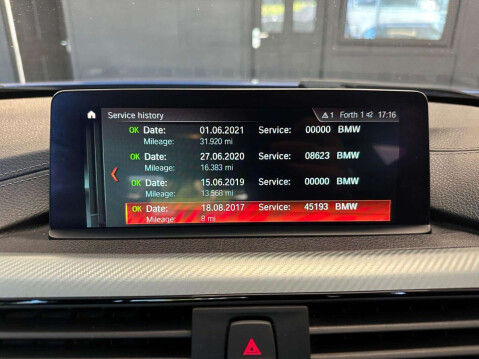 Service history 1 Forth 1 17:16
OK Date: 01.06.2021 Service: 00000 BMW
Mileage: 31.920 mi
OK Date: 27.06.2020 Service: 08623 BMW
Mileage: 16.383 mi
OK Date: 15.06.2019 Service: 00000 BMW
Mileage: 13.568 mi
OK Date: 18.08.2017 Service: 45193 BMW
Mileage: 8 mi